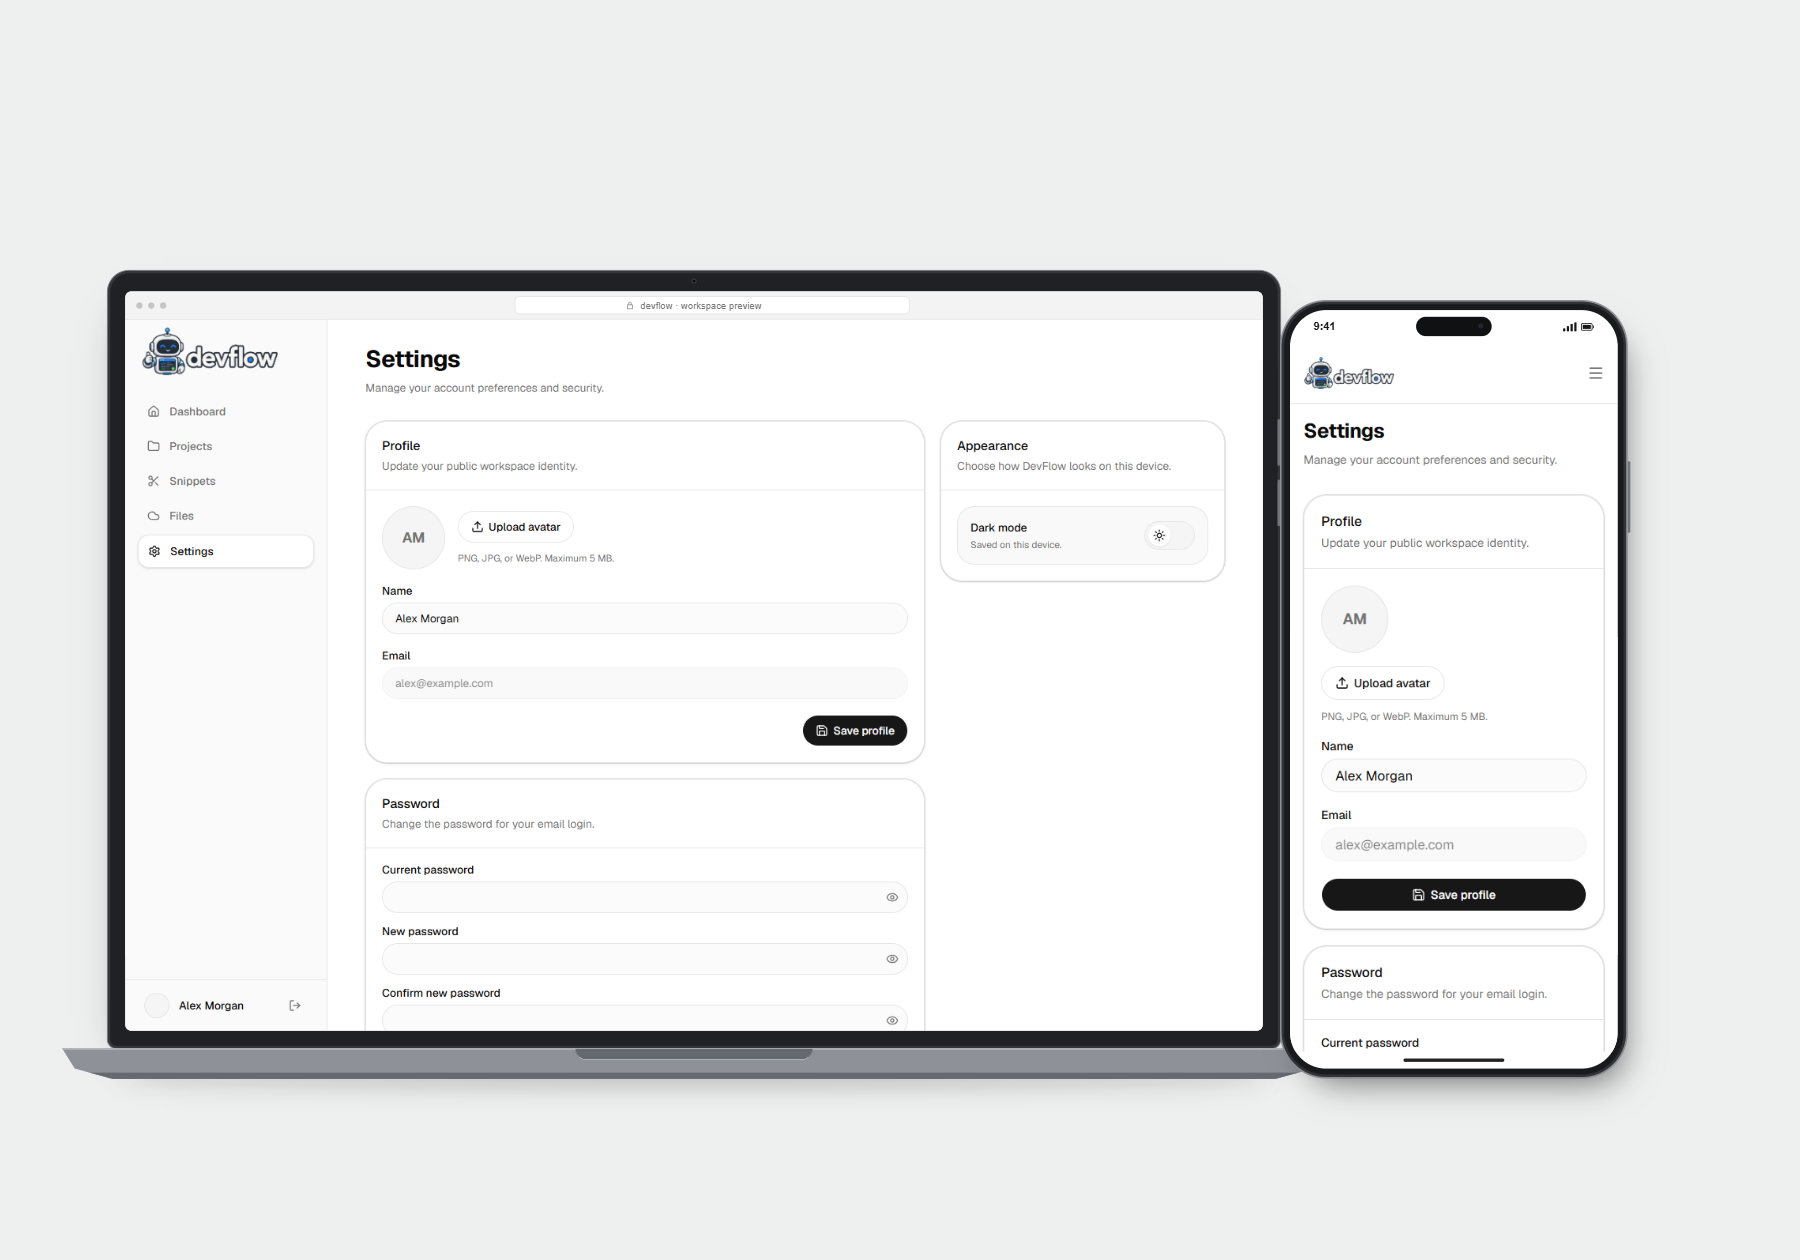 devflow · workspace preview
devflow
Dashboard
Projects
Snippets
Files
Settings
Alex Morgan
Settings
Manage your account preferences and security.
Profile
Update your public workspace identity.
AM
Upload avatar
PNG, JPG, or WebP. Maximum 5 MB.
Name
Alex Morgan
Email
alex@example.com
Save profile
Password
Change the password for your email login.
Current password
New password
Confirm new password
Appearance
Choose how DevFlow looks on this device.
Dark mode
Saved on this device.
9:41
devflow
Settings
Manage your account preferences and security.
Profile
Update your public workspace identity.
AM
Upload avatar
PNG, JPG, or WebP. Maximum 5 MB.
Name
Alex Morgan
Email
alex@example.com
Save profile
Password
Change the password for your email login.
Current password